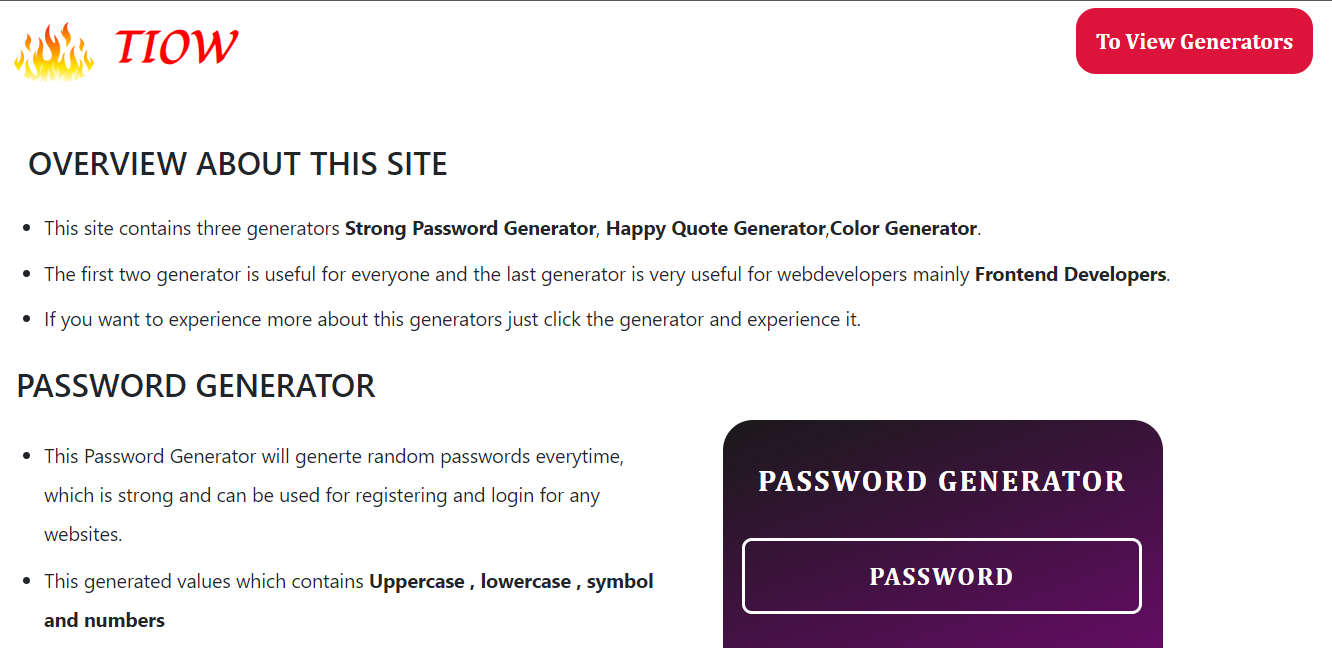 TIOW
To View Generators
OVERVIEW ABOUT THIS SITE
This site contains three generators Strong Password Generator, Happy Quote Generator,Color Generator.
The first two generator is useful for everyone and the last generator is very useful for webdevelopers mainly Frontend Developers.
If you want to experience more about this generators just click the generator and experience it.
PASSWORD GENERATOR
This Password Generator will generte random passwords everytime,
which is strong and can be used for registering and login for any
websites.
This generated values which contains Uppercase , lowercase , symbol
and numbers
PASSWORD GENERATOR
PASSWORD